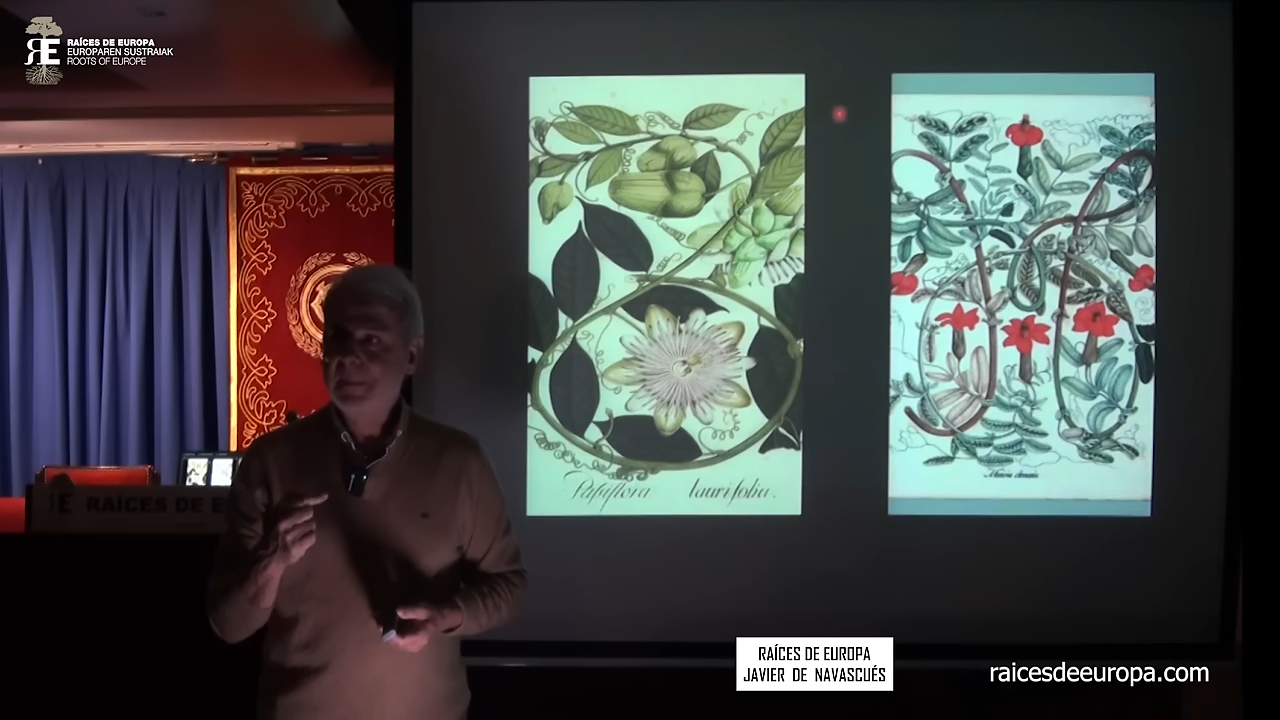 RAÍCES DE EUROPA
EUROPAREN SUSTRAIAK
ROOTS OF EUROPE
Passiflora laurifolia.
RAÍCES DE E
RAÍCES DE EUROPA
JAVIER DE NAVASCUÉS
raicesdeeuropa.com